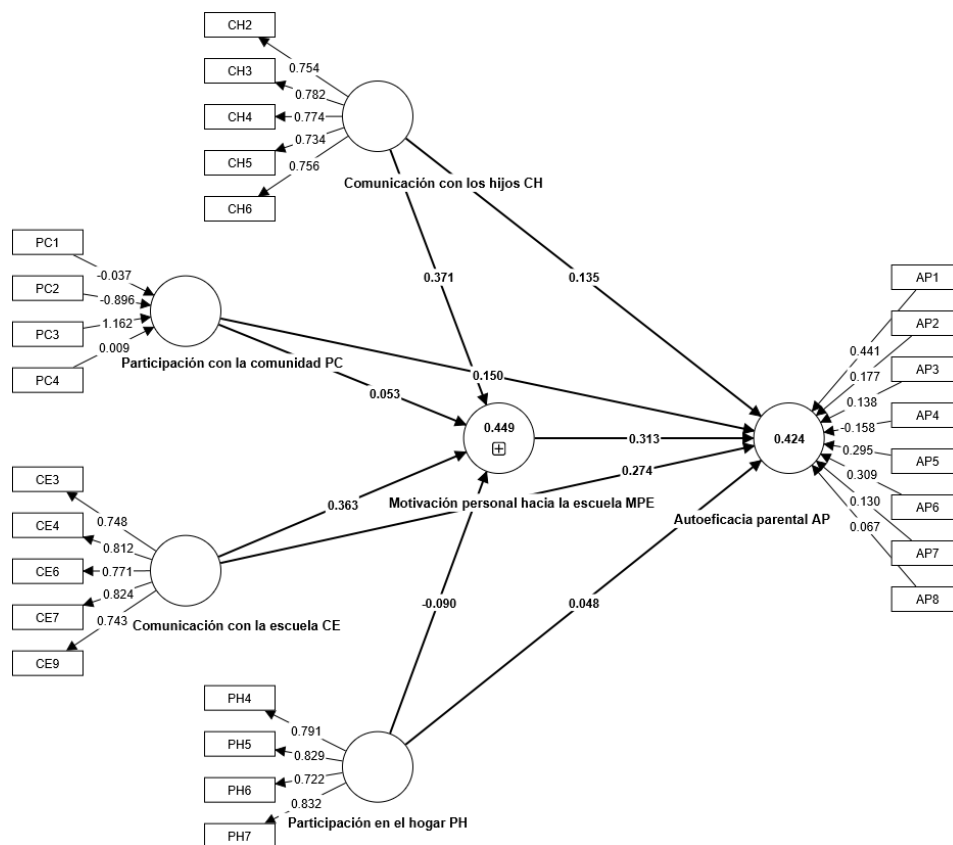 CH2
CH3
CH4
CH5
CH6
0.754
0.782
0.774
0.734
0.756
Comunicación con los hijos CH
PC1
PC2
PC3
PC4
-0.037
-0.896
1.162
0.009
Participación con la comunidad PC
0.371
0.135
0.150
0.053
0.449
0.313
0.424
0.363
0.274
Motivación personal hacia la escuela MPE
Autoeficacia parental AP
AP1
AP2
AP3
AP4
AP5
AP6
AP7
AP8
0.441
0.177
0.138
-0.158
0.295
0.309
0.130
0.067
CE3
CE4
CE6
CE7
CE9
0.748
0.812
0.771
0.824
0.743
Comunicación con la escuela CE
-0.090
0.048
PH4
PH5
PH6
PH7
0.791
0.829
0.722
0.832
Participación en el hogar PH